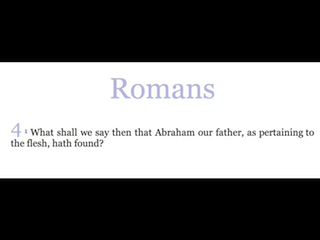 Romans
4 1 What shall we say then that Abraham our father, as pertaining to
the flesh, hath found?